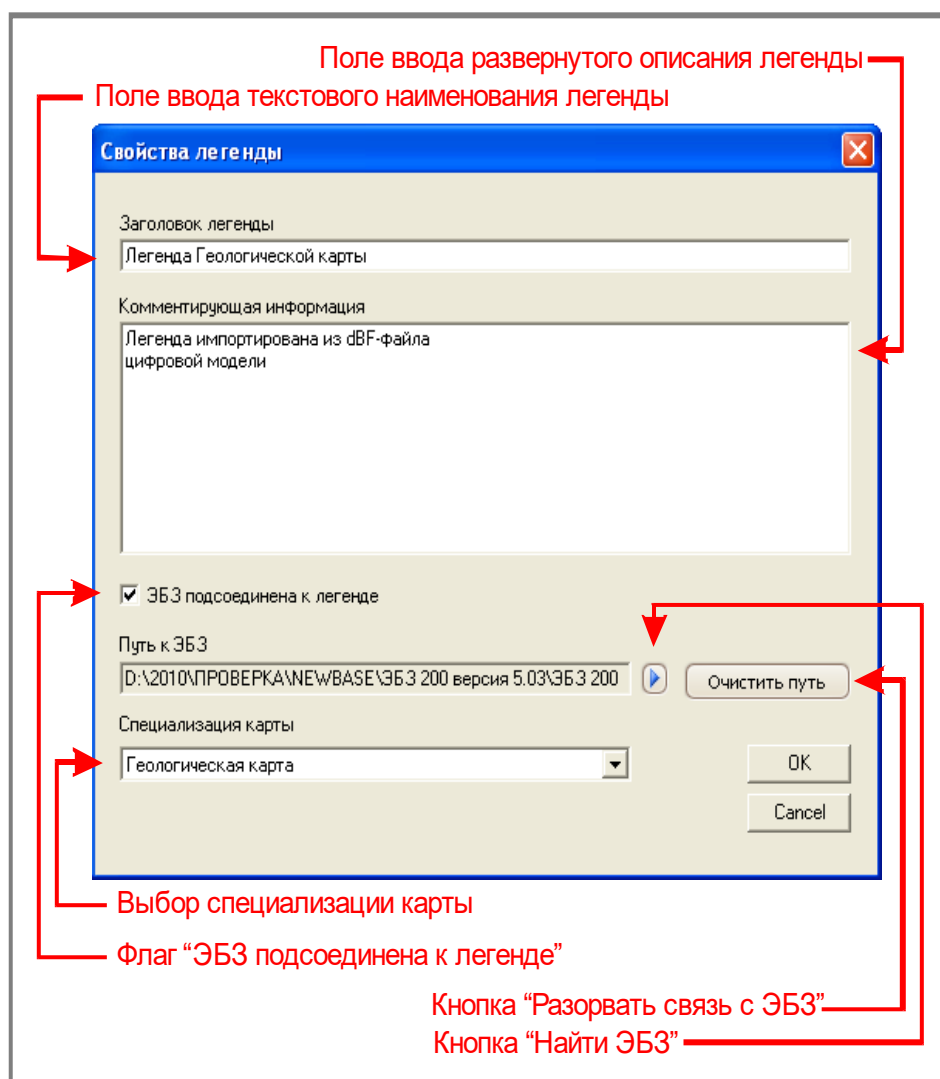 Поле ввода развернутого описания легенды
Поле ввода текстового наименования легенды
Свойства легенды
Заголовок легенды
Легенда Геологической карты
Комментирующая информация
Легенда импортирована из dBF-файла
цифровой модели
ЭБЗ подсоединена к легенде
Путь к ЭБЗ
D:\2010\ПРОВЕРКА\NEWBASE\ЭБЗ 200 версия 5.03\ЭБЗ 200
Очистить путь
Специализация карты
Геологическая карта
OK
Cancel
Выбор специализации карты
Флаг “ЭБЗ подсоединена к легенде”
Кнопка “Разорвать связь с ЭБЗ”
Кнопка “Найти ЭБЗ”